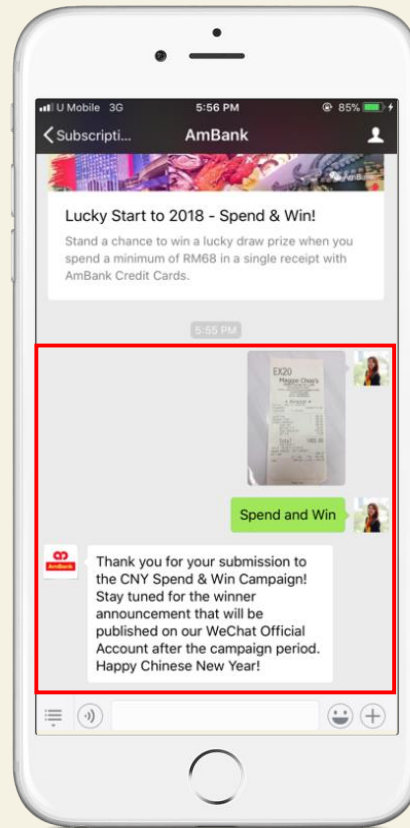 U Mobile 3G 5:56 PM 85%
Subscripti... AmBank
Lucky Start to 2018 - Spend & Win!
Stand a chance to win a lucky draw prize when you
spend a minimum of RM68 in a single receipt with
AmBank Credit Cards.
5:55 PM
EX20
Spend and Win
AmBank
Thank you for your submission to
the CNY Spend & Win Campaign!
Stay tuned for the winner
announcement that will be
published on our WeChat Official
Account after the campaign period.
Happy Chinese New Year!